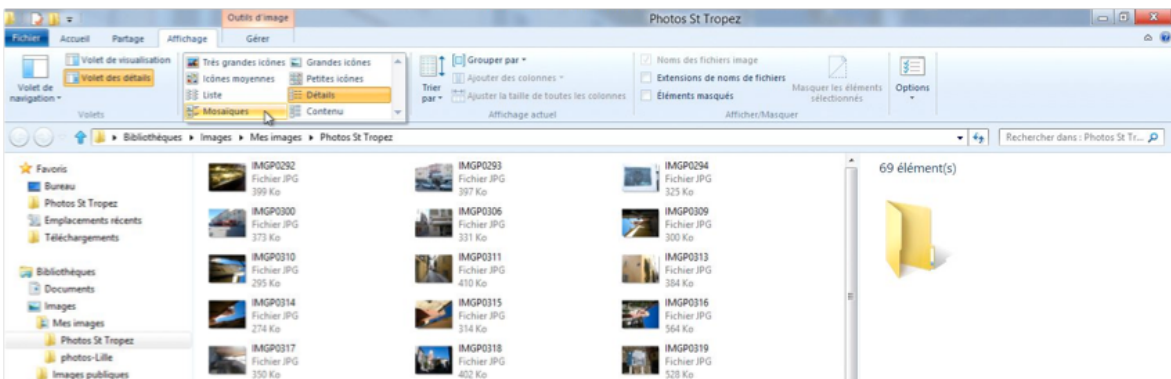 Outils d'image
Photos St Tropez
Fichier Accueil Partage Affichage Gérer
Volet de navigation
Volet de visualisation
Volet des détails
Volets
Très grandes icônes Grandes icônes
Icônes moyennes Petites icônes
Liste Détails
Mosaïques Contenu
Trier par
Grouper par
Ajouter des colonnes
Ajuster la taille de toutes les colonnes
Affichage actuel
Noms des fichiers image
Extensions de noms de fichiers
Éléments masqués
Masquer les éléments sélectionnés
Afficher/Masquer
Options
Bibliothèques Images Mes images Photos St Tropez
Rechercher dans : Photos St Tr...
Favoris
Bureau
Photos St Tropez
Emplacements récents
Téléchargements
Bibliothèques
Documents
Images
Mes images
Photos St Tropez
photos-Lille
Images publiques
IMGP0292
Fichier JPG
399 Ko
IMGP0293
Fichier JPG
397 Ko
IMGP0294
Fichier JPG
325 Ko
IMGP0300
Fichier JPG
373 Ko
IMGP0306
Fichier JPG
331 Ko
IMGP0309
Fichier JPG
300 Ko
IMGP0310
Fichier JPG
295 Ko
IMGP0311
Fichier JPG
410 Ko
IMGP0313
Fichier JPG
384 Ko
IMGP0314
Fichier JPG
274 Ko
IMGP0315
Fichier JPG
314 Ko
IMGP0316
Fichier JPG
564 Ko
IMGP0317
Fichier JPG
350 Ko
IMGP0318
Fichier JPG
402 Ko
IMGP0319
Fichier JPG
528 Ko
69 élément(s)